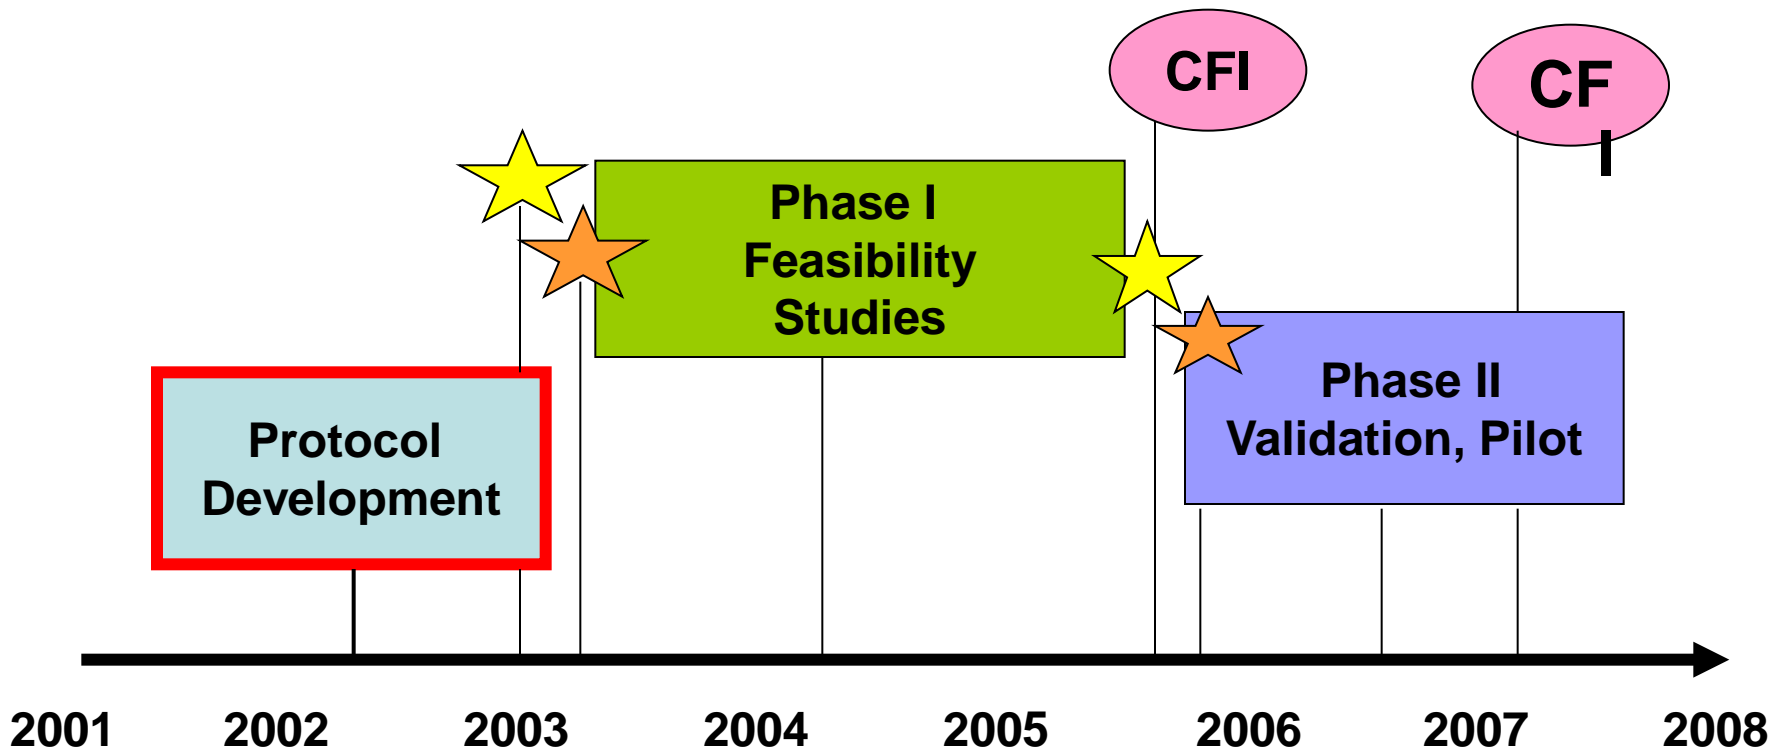 CFI
CF
I
Phase I
Feasibility
Studies
Phase II
Validation, Pilot
Protocol
Development
2001 2002 2003 2004 2005 2006 2007 2008